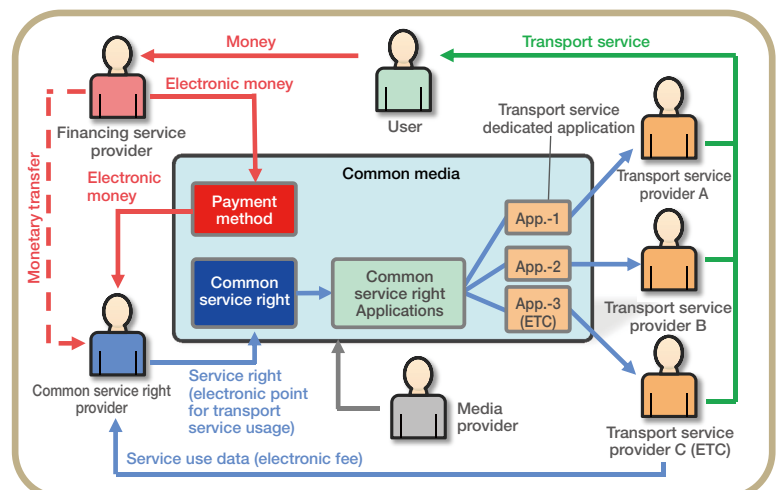 Money
Transport service
Electronic money
Financing service
provider
User
Transport service
dedicated application
Monetary transfer
Electronic
money
Common media
Payment
method
App.-1
Transport service
provider A
Common
service right
Common
service right
Applications
App.-2
App.-3
(ETC)
Transport service
provider B
Common service right
provider
Service right
(electronic point
for transport
service usage)
Media
provider
Transport service
provider C (ETC)
Service use data (electronic fee)